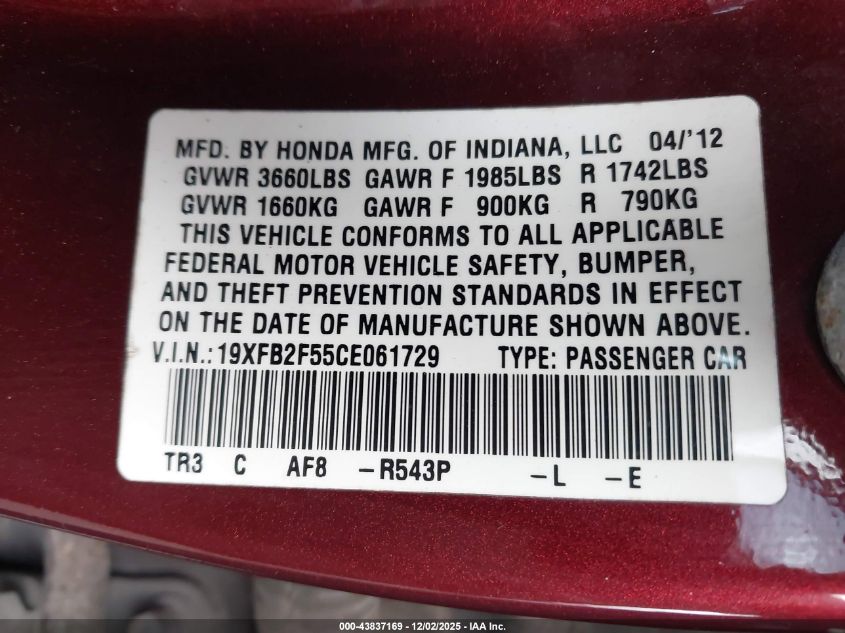 MFD. BY HONDA MFG. OF INDIANA, LLC 04/'12
GVWR 3660LBS GAWR F 1985LBS R 1742LBS
GVWR 1660KG GAWR F 900KG R 790KG
THIS VEHICLE CONFORMS TO ALL APPLICABLE
FEDERAL MOTOR VEHICLE SAFETY, BUMPER,
AND THEFT PREVENTION STANDARDS IN EFFECT
ON THE DATE OF MANUFACTURE SHOWN ABOVE.
V.I.N.: 19XFB2F55CE061729 TYPE: PASSENGER CAR
TR3 C AF8 -R543P -L -E
000-43837169 - 12/02/2025 - IAA Inc.